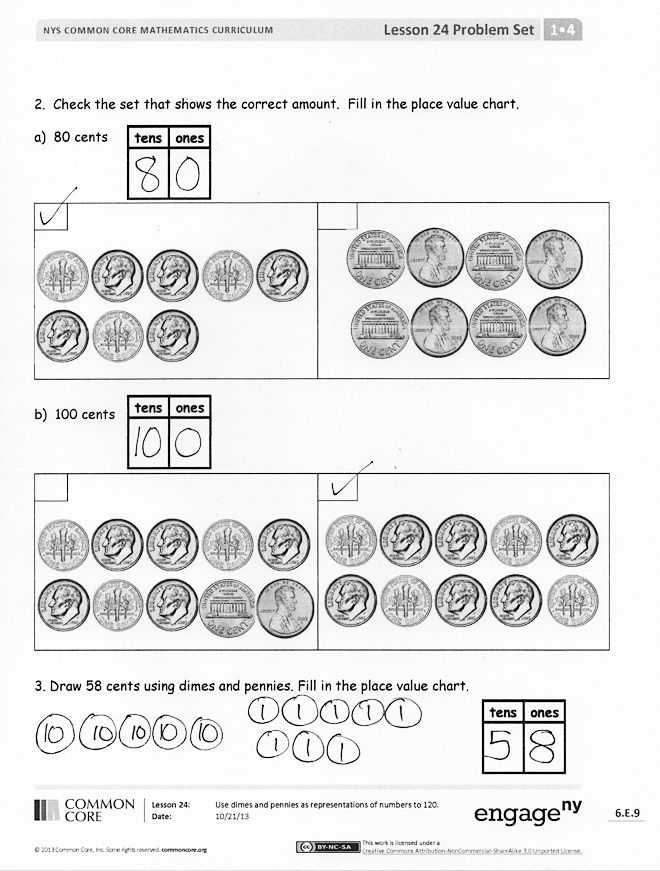 NYS COMMON CORE MATHEMATICS CURRICULUM Lesson 24 Problem Set 1•4
2. Check the set that shows the correct amount. Fill in the place value chart.
a) 80 cents
tens ones
8 0
✓
b) 100 cents
tens ones
10 0
✓
3. Draw 58 cents using dimes and pennies. Fill in the place value chart.
10 10 10 10 10
1 1 1 1 1
1 1 1
tens ones
5 8
COMMON CORE
Lesson 24: Use dimes and pennies as representations of numbers to 120.
Date: 10/21/13
engage ny
6.E.9
© 2013 Common Core, Inc. Some rights reserved. commoncore.org
CC BY-NC-SA
This work is licensed under a
Creative Commons Attribution-NonCommercial-ShareAlike 3.0 Unported License.